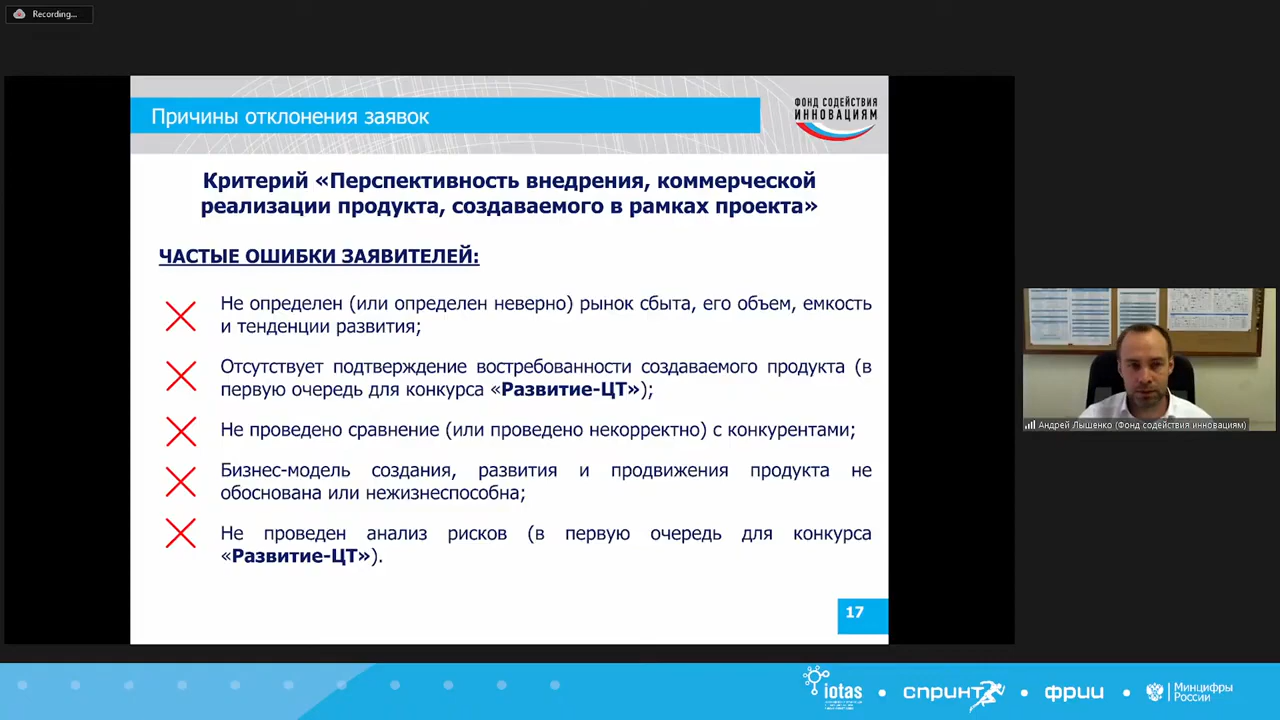 Recording...
Причины отклонения заявок
ФОНД СОДЕЙСТВИЯ
ИННОВАЦИЯМ
Критерий «Перспективность внедрения, коммерческой
реализации продукта, создаваемого в рамках проекта»
ЧАСТЫЕ ОШИБКИ ЗАЯВИТЕЛЕЙ:
Не определен (или определен неверно) рынок сбыта, его объем, емкость
и тенденции развития;
Отсутствует подтверждение востребованности создаваемого продукта (в
первую очередь для конкурса «Развитие-ЦТ»);
Не проведено сравнение (или проведено некорректно) с конкурентами;
Бизнес-модель создания, развития и продвижения продукта не
обоснована или нежизнеспособна;
Не проведен анализ рисков (в первую очередь для конкурса
«Развитие-ЦТ»).
17
Андрей Лышенко (Фонд содействия инновациям)
iotas
спринт
фрии
Минцифры
России